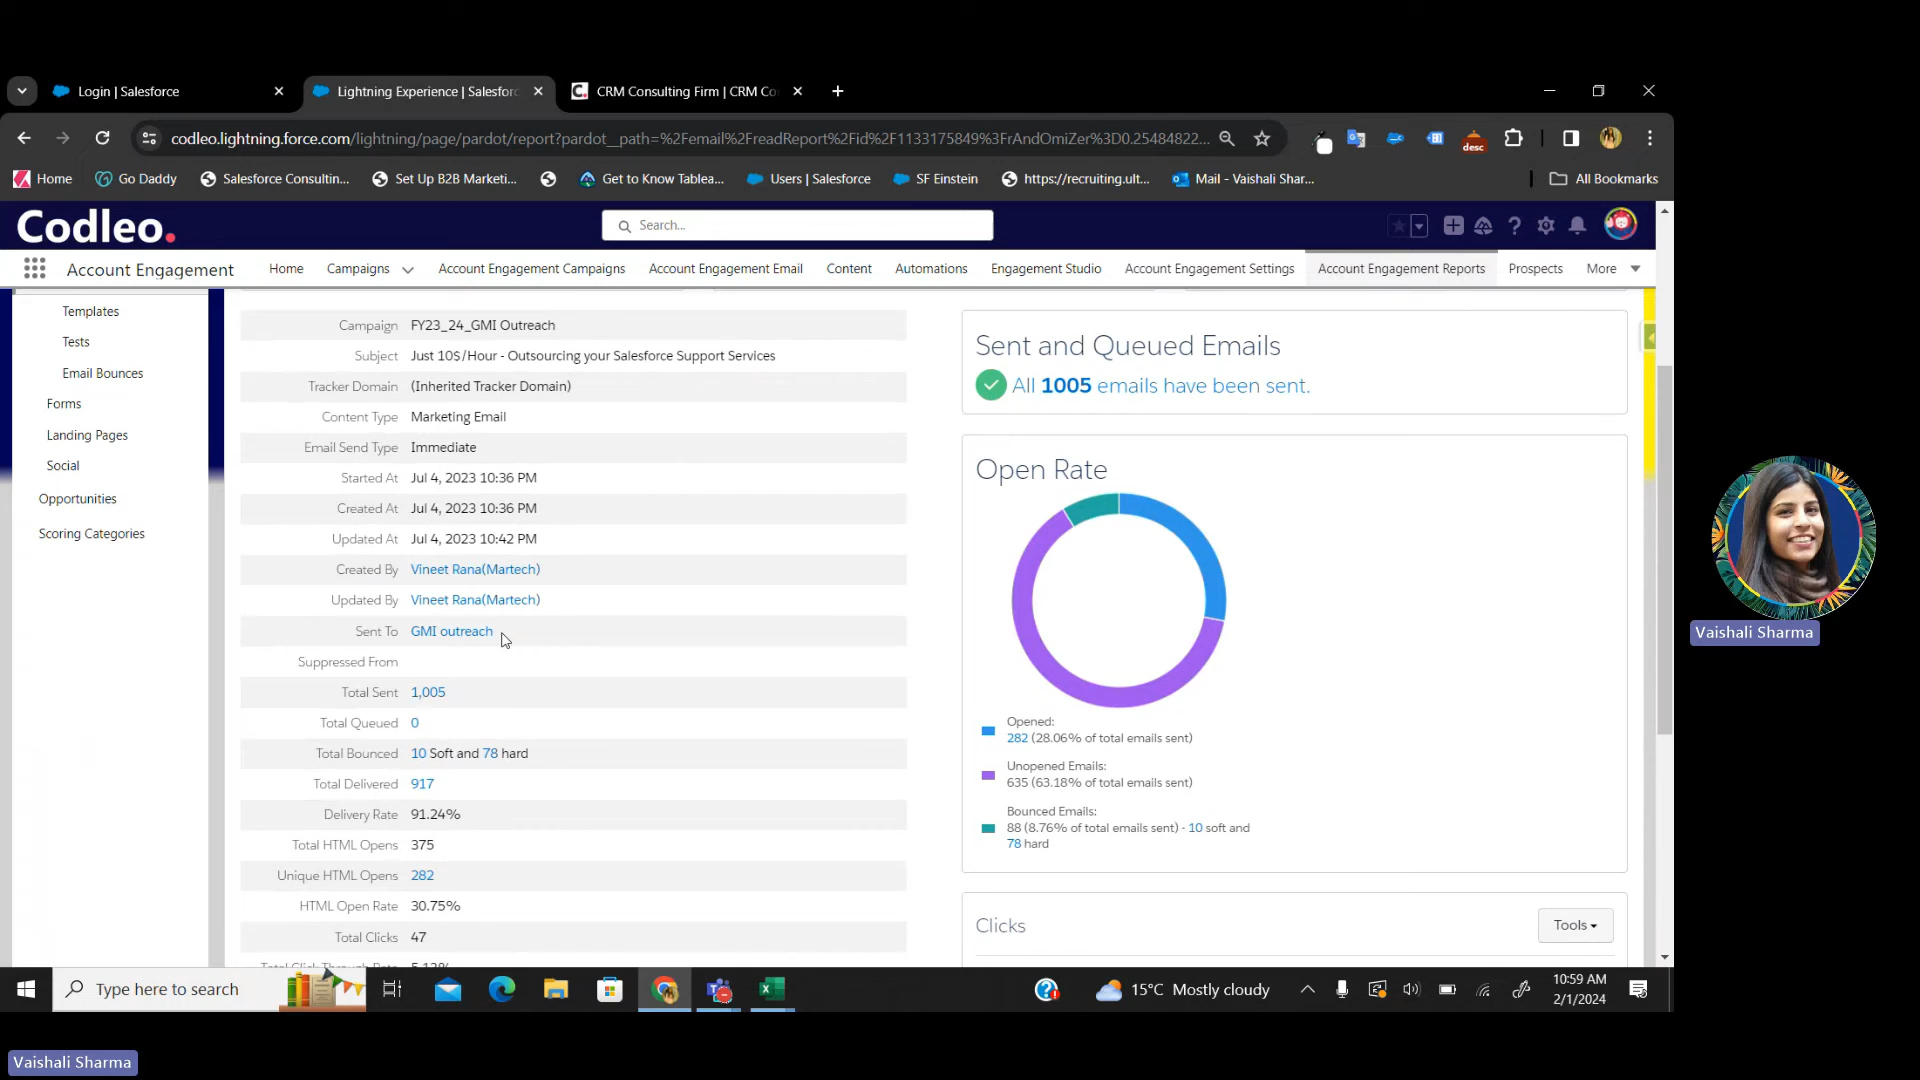 Login | Salesforce
Lightning Experience | Salesforc
CRM Consulting Firm | CRM Co
codleo.lightning.force.com/lightning/page/pardot/report?pardot__path=%2Femail%2FreadReport%2Fid%2F1133175849%3FrAndOmiZer%3D0.25484822...
desc
Home
Go Daddy
Salesforce Consultin...
Set Up B2B Marketi...
Get to Know Tablea...
Users | Salesforce
SF Einstein
https://recruiting.ult...
Mail - Vaishali Shar...
All Bookmarks
Codleo.
Search...
Account Engagement
Home
Campaigns
Account Engagement Campaigns
Account Engagement Email
Content
Automations
Engagement Studio
Account Engagement Settings
Account Engagement Reports
Prospects
More
Templates
Tests
Email Bounces
Forms
Landing Pages
Social
Opportunities
Scoring Categories
Campaign FY23_24_GMI Outreach
Subject Just 10$/Hour - Outsourcing your Salesforce Support Services
Tracker Domain (Inherited Tracker Domain)
Content Type Marketing Email
Email Send Type Immediate
Started At Jul 4, 2023 10:36 PM
Created At Jul 4, 2023 10:36 PM
Updated At Jul 4, 2023 10:42 PM
Created By Vineet Rana(Martech)
Updated By Vineet Rana(Martech)
Sent To GMI outreach
Suppressed From
Total Sent 1,005
Total Queued 0
Total Bounced 10 Soft and 78 hard
Total Delivered 917
Delivery Rate 91.24%
Total HTML Opens 375
Unique HTML Opens 282
HTML Open Rate 30.75%
Total Clicks 47
Total Click Through Rate 5.13%
Sent and Queued Emails
All 1005 emails have been sent.
Open Rate
Opened:
282 (28.06% of total emails sent)
Unopened Emails:
635 (63.18% of total emails sent)
Bounced Emails:
88 (8.76% of total emails sent) - 10 soft and
78 hard
Clicks
Tools
Vaishali Sharma
Type here to search
15°C Mostly cloudy
10:59 AM
2/1/2024
Vaishali Sharma